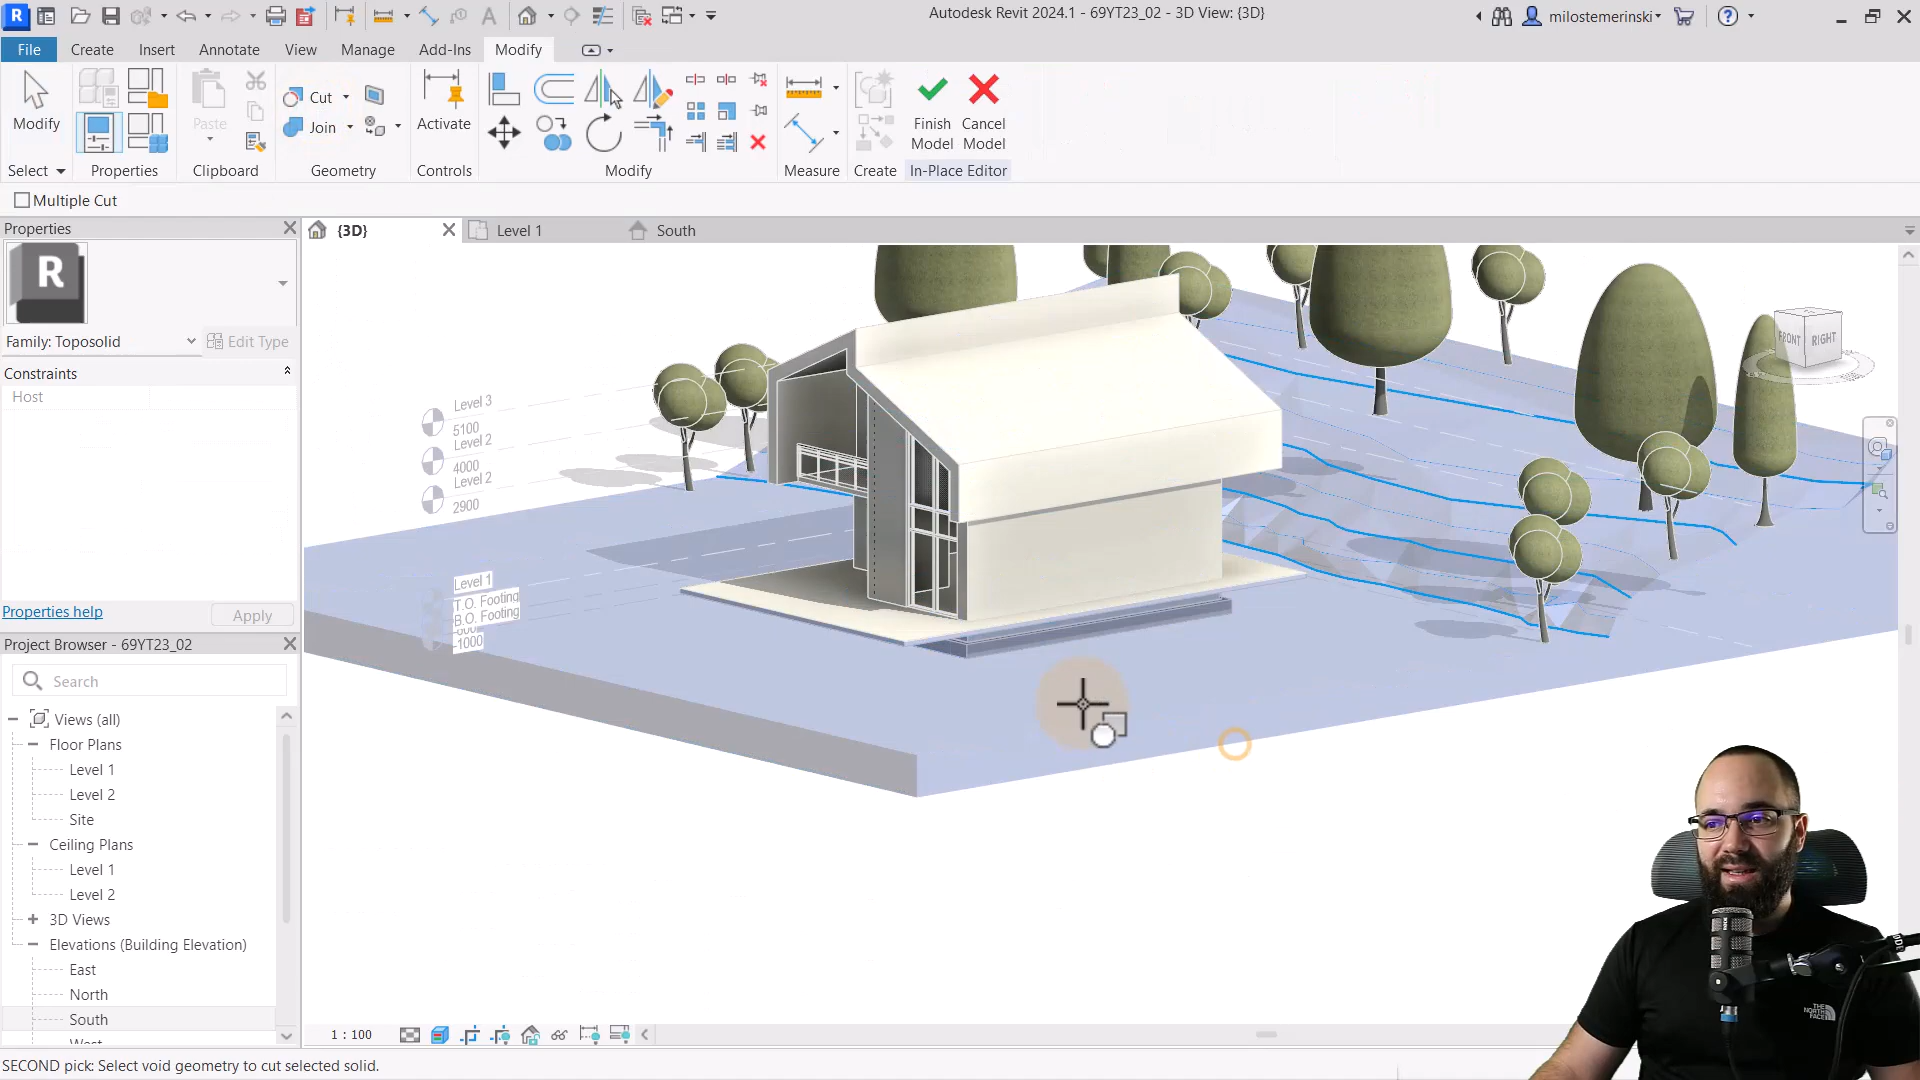 Autodesk Revit 2024.1 - 69YT23_02 - 3D View: {3D}
milostemerinski
File Create Insert Annotate View Manage Add-Ins Modify
Modify
Paste
Cut
Join
Activate
Finish Model
Cancel Model
Select Properties Clipboard Geometry Controls Modify Measure Create In-Place Editor
Multiple Cut
Properties
{3D} Level 1 South
R
Family: Toposolid
Edit Type
Constraints
Host
Properties help
Apply
Project Browser - 69YT23_02
Search
Views (all)
Floor Plans
Level 1
Level 2
Site
Ceiling Plans
Level 1
Level 2
3D Views
Elevations (Building Elevation)
East
North
South
Level 3
5100
Level 2
4000
Level 2
2900
Level 1
T.O. Footing
B.O. Footing
-1000
FRONT
RIGHT
1 : 100
SECOND pick: Select void geometry to cut selected solid.
THE NORTH FACE